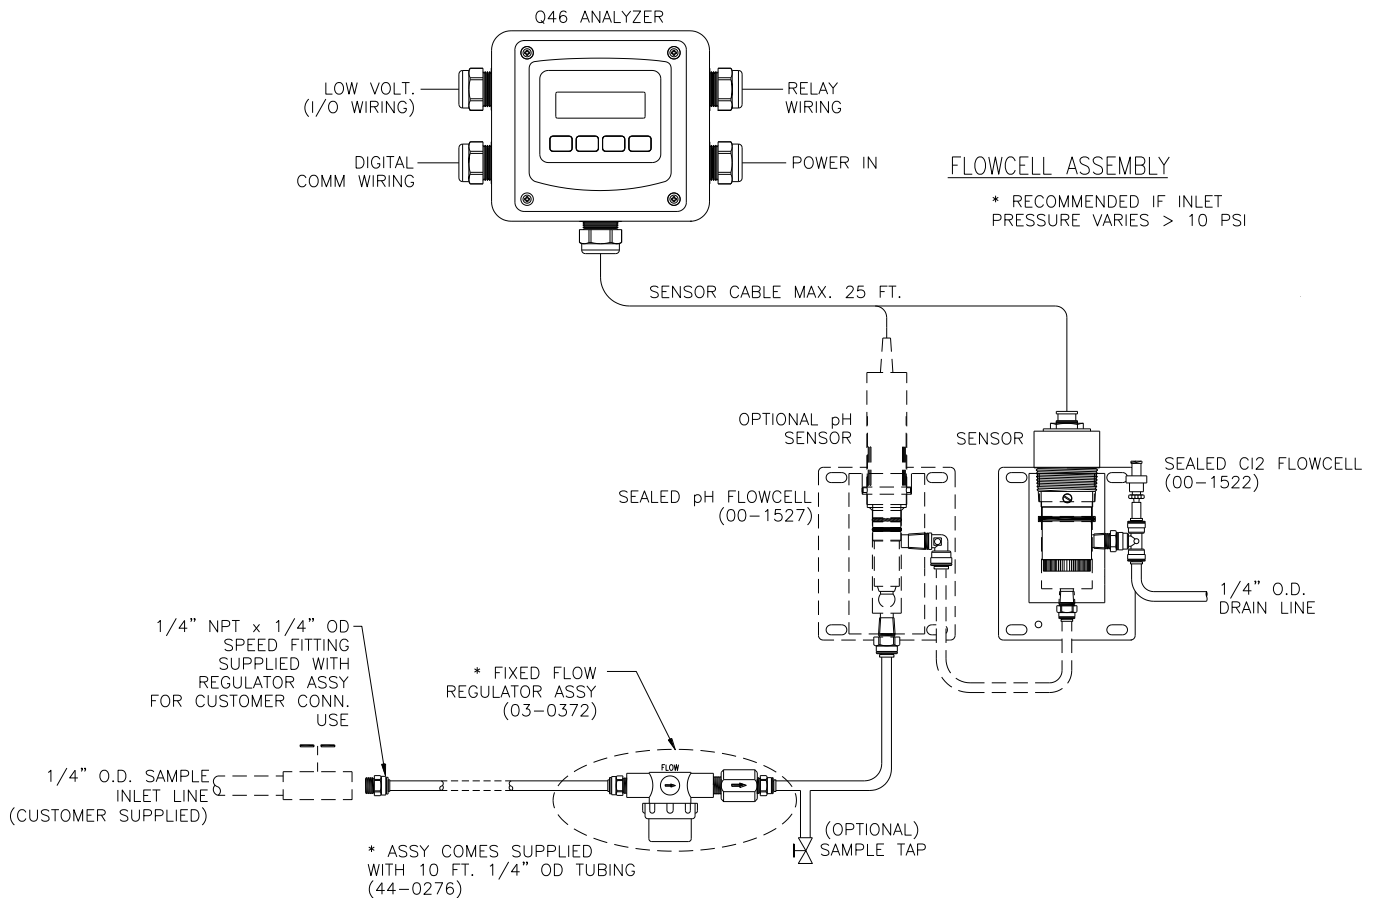 Q46 ANALYZER
LOW VOLT.
(I/O WIRING)
RELAY
WIRING
DIGITAL
COMM WIRING
POWER IN
FLOWCELL ASSEMBLY
* RECOMMENDED IF INLET
PRESSURE VARIES > 10 PSI
SENSOR CABLE MAX. 25 FT.
OPTIONAL pH
SENSOR
SENSOR
SEALED Cl2 FLOWCELL
(00-1522)
SEALED pH FLOWCELL
(00-1527)
1/4" O.D.
DRAIN LINE
1/4" NPT x 1/4" OD
SPEED FITTING
SUPPLIED WITH
REGULATOR ASSY
FOR CUSTOMER CONN.
USE
* FIXED FLOW
REGULATOR ASSY
(03-0372)
FLOW
1/4" O.D. SAMPLE
INLET LINE
(CUSTOMER SUPPLIED)
(OPTIONAL)
SAMPLE TAP
* ASSY COMES SUPPLIED
WITH 10 FT. 1/4" OD TUBING
(44-0276)